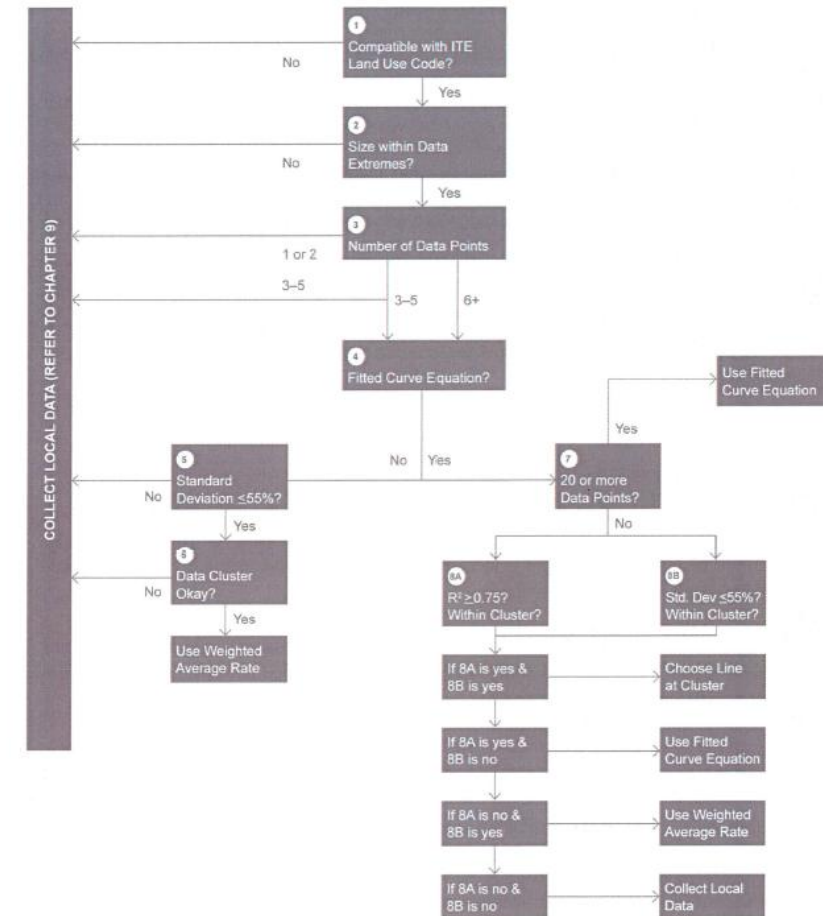 COLLECT LOCAL DATA (REFER TO CHAPTER 9)
1
Compatible with ITE
Land Use Code?
No
Yes
2
Size within Data
Extremes?
No
Yes
3
Number of Data Points
1 or 2
3–5
3–5
6+
4
Fitted Curve Equation?
Use Fitted
Curve Equation
Yes
No
Yes
5
Standard
Deviation ≤55%?
No
Yes
7
20 or more
Data Points?
No
6
Data Cluster
Okay?
No
Yes
Use Weighted
Average Rate
8A
R² ≥0.75?
Within Cluster?
8B
Std. Dev ≤55%?
Within Cluster?
If 8A is yes &
8B is yes
Choose Line
at Cluster
If 8A is yes &
8B is no
Use Fitted
Curve Equation
If 8A is no &
8B is yes
Use Weighted
Average Rate
If 8A is no &
8B is no
Collect Local
Data